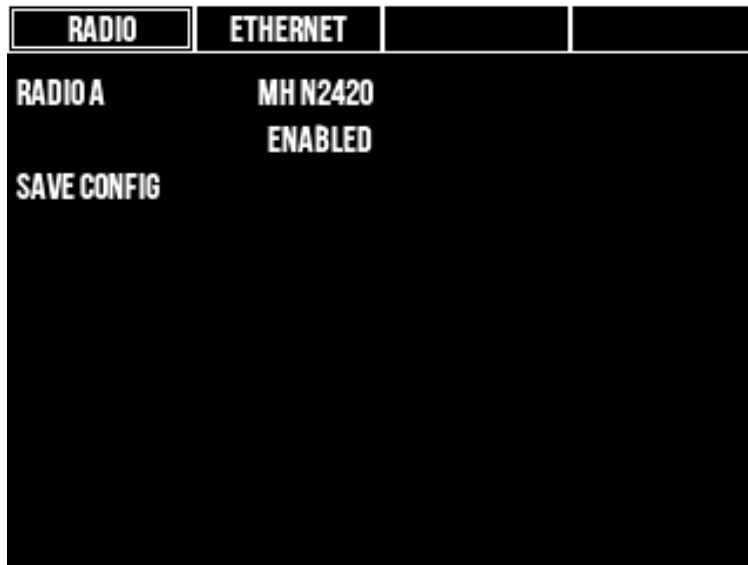 RADIO ETHERNET
RADIO A MH N2420
ENABLED
SAVE CONFIG